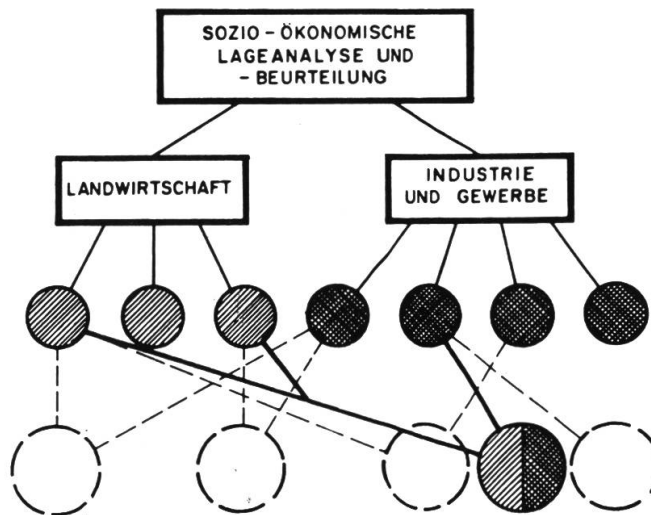 SOZIO-ÖKONOMISCHE
LAGEANALYSE UND
-BEURTEILUNG
LANDWIRTSCHAFT
INDUSTRIE
UND GEWERBE